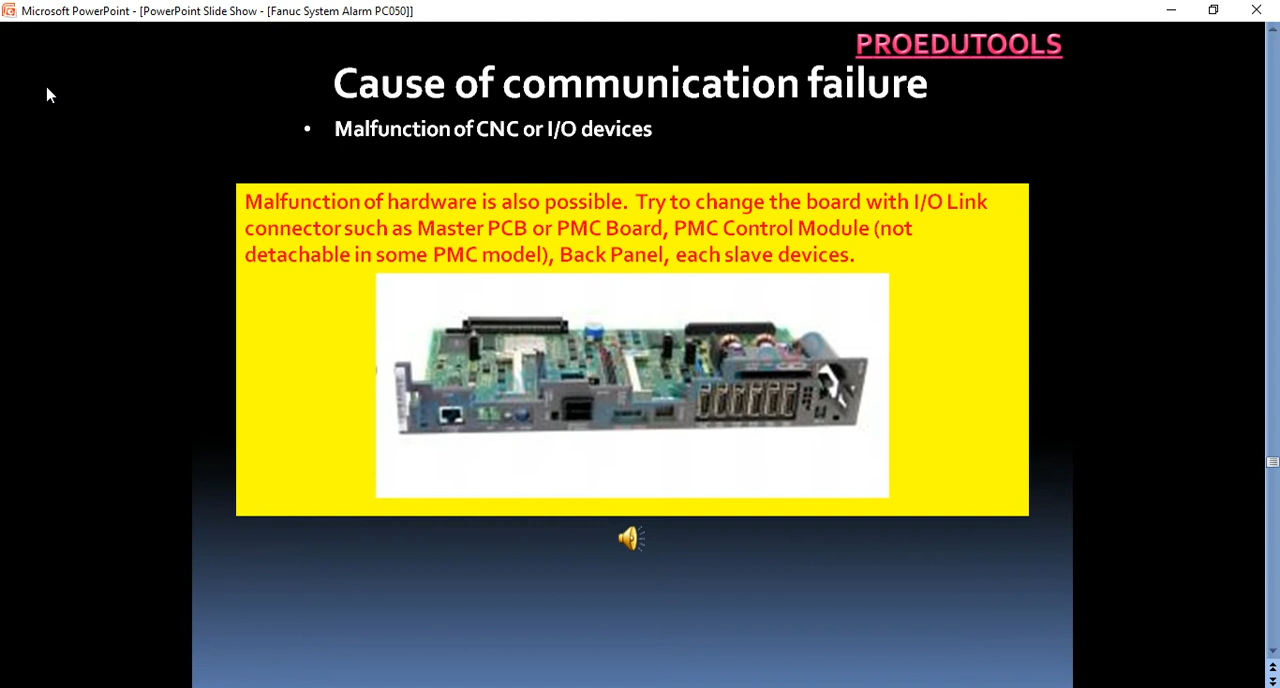 Microsoft PowerPoint - [PowerPoint Slide Show - [Fanuc System Alarm PC050]]
PROEDUTOOLS
Cause of communication failure
• Malfunction of CNC or I/O devices
Malfunction of hardware is also possible. Try to change the board with I/O Link
connector such as Master PCB or PMC Board, PMC Control Module (not
detachable in some PMC model), Back Panel, each slave devices.